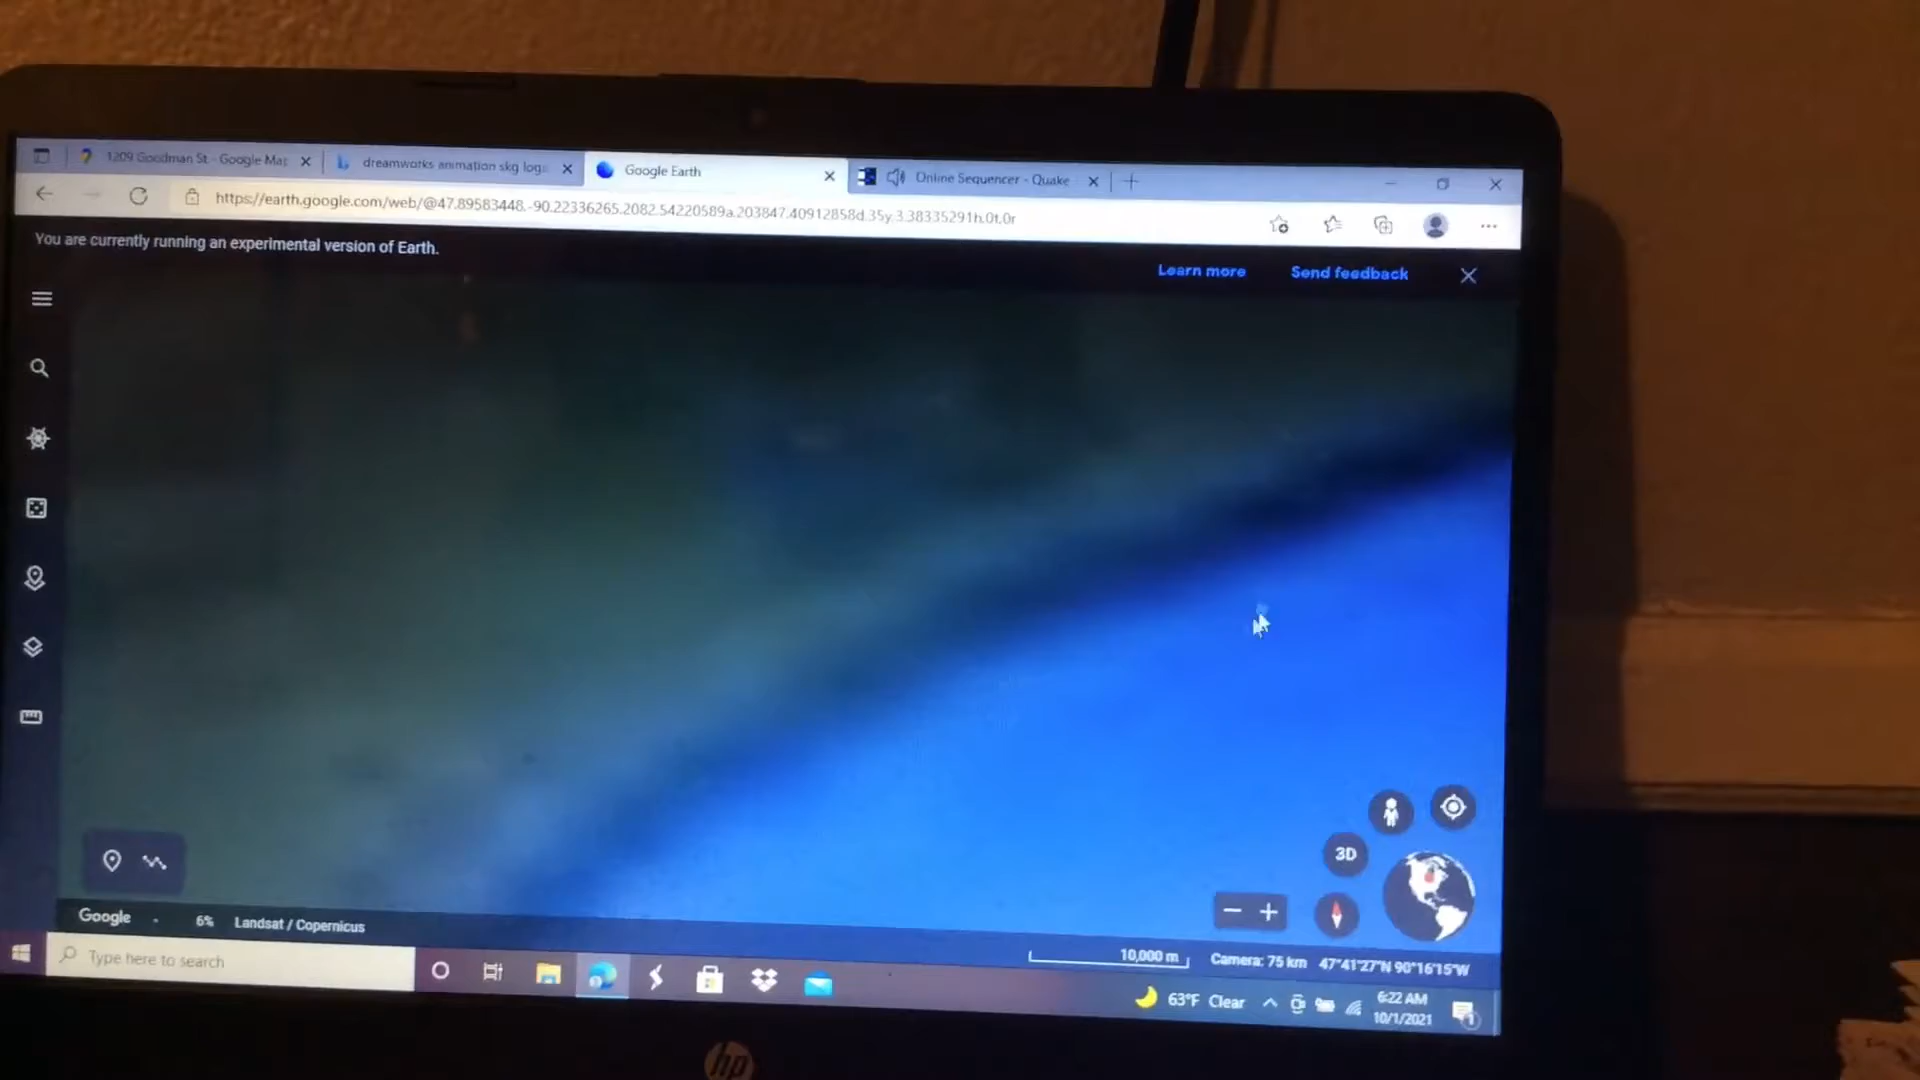 1209 Goodman St - Google Map
dreamworks animation skg logo
Google Earth
Online Sequencer - Quake
https://earth.google.com/web/@47.89583448,-90.22336265,2082.54220589a,203847.40912858d,35y,3.38335291h,0t,0r
You are currently running an experimental version of Earth.
Learn more
Send feedback
3D
Google
6%
Landsat / Copernicus
10,000 m
Camera: 75 km
47°41'27"N 90°16'15"W
Type here to search
63°F Clear
6:22 AM
10/1/2021
1
hp